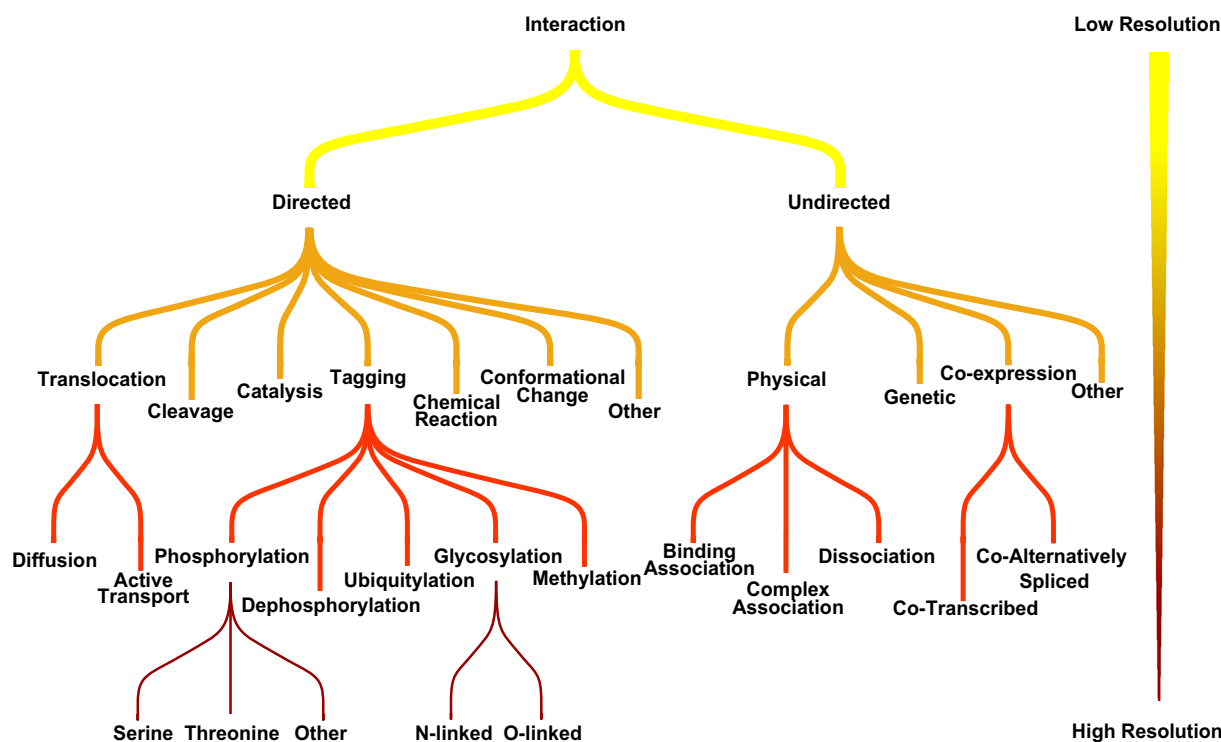 Interaction
Low Resolution
Directed
Undirected
Translocation
Cleavage
Catalysis
Tagging
Chemical
Reaction
Conformational
Change
Other
Physical
Genetic
Co-expression
Other
Diffusion
Active
Transport
Phosphorylation
Dephosphorylation
Ubiquitylation
Glycosylation
Methylation
Binding
Association
Complex
Association
Dissociation
Co-Transcribed
Co-Alternatively
Spliced
Serine
Threonine
Other
N-linked
O-linked
High Resolution